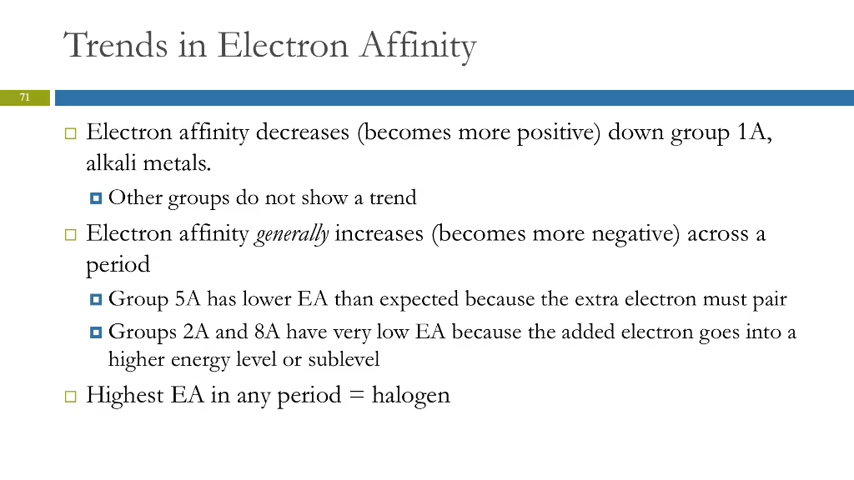 Trends in Electron Affinity
71
Electron affinity decreases (becomes more positive) down group 1A,
alkali metals.
Other groups do not show a trend
Electron affinity generally increases (becomes more negative) across a
period
Group 5A has lower EA than expected because the extra electron must pair
Groups 2A and 8A have very low EA because the added electron goes into a
higher energy level or sublevel
Highest EA in any period = halogen